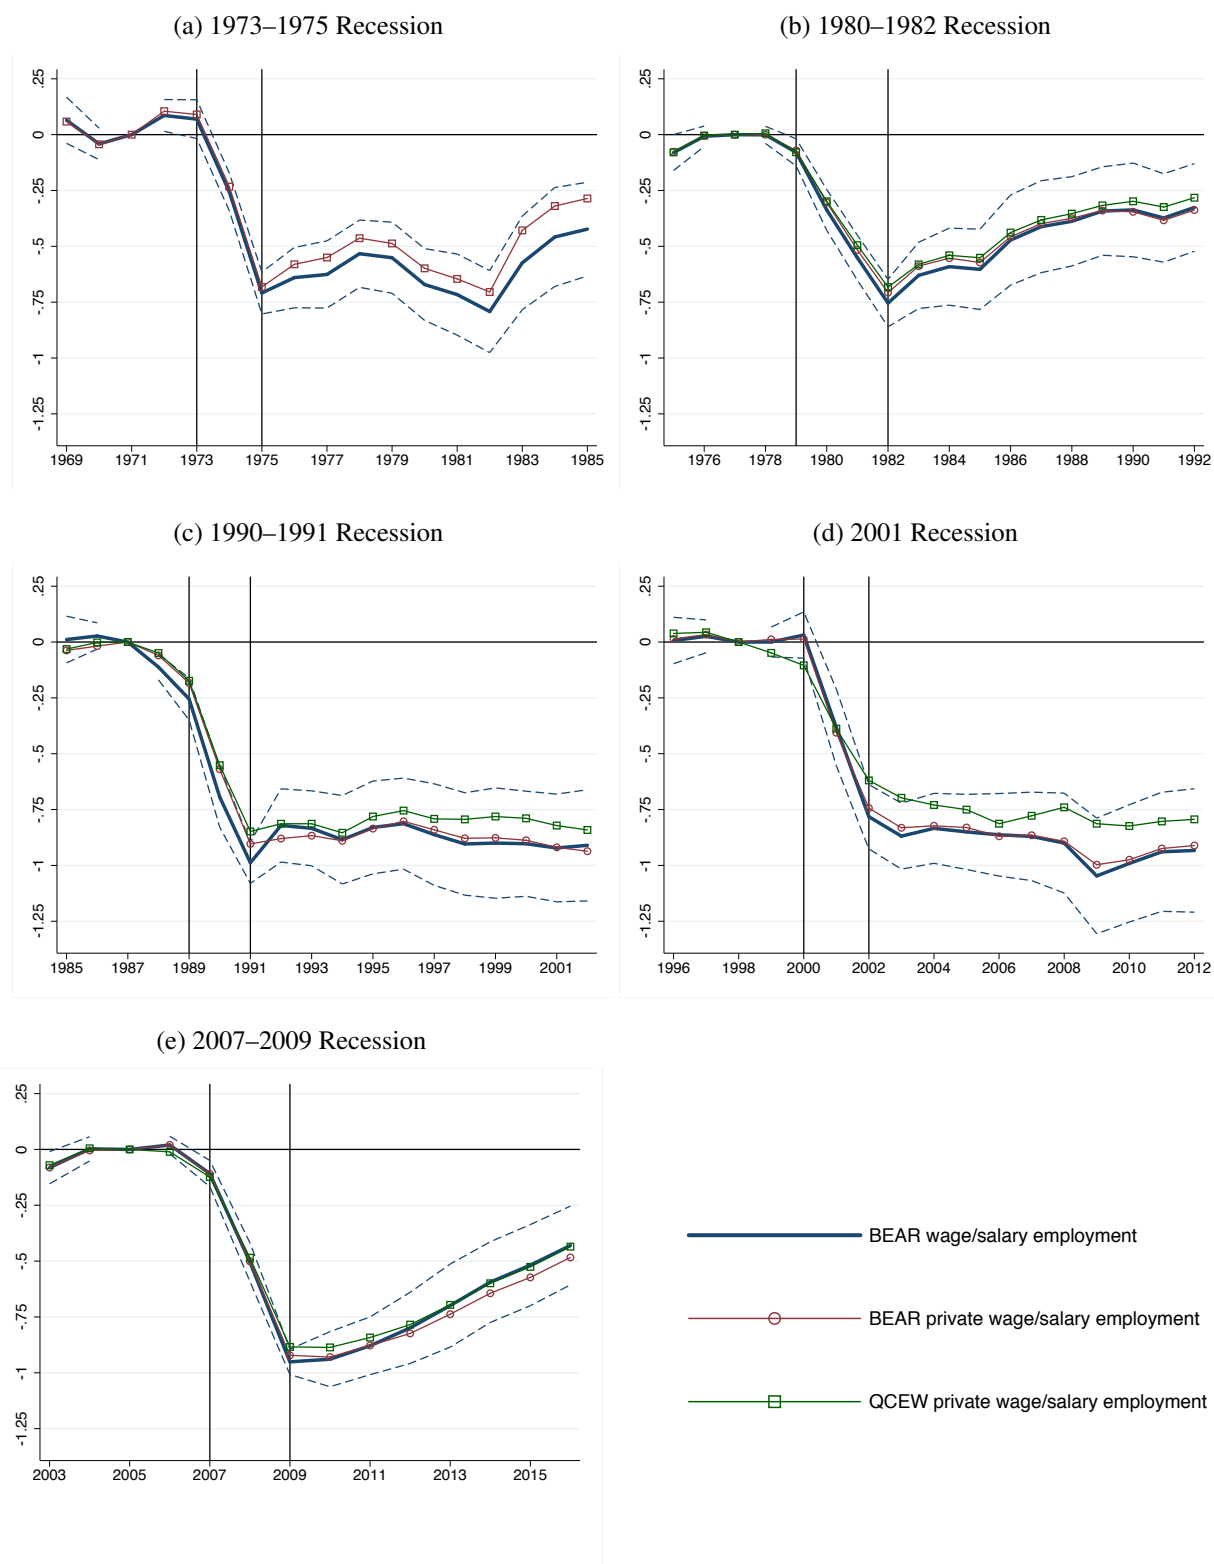 (a) 1973–1975 Recession
.25
0
-.25
-.5
-.75
-1
-1.25
1969 1971 1973 1975 1977 1979 1981 1983 1985
(b) 1980–1982 Recession
.25
0
-.25
-.5
-.75
-1
-1.25
1976 1978 1980 1982 1984 1986 1988 1990 1992
(c) 1990–1991 Recession
.25
0
-.25
-.5
-.75
-1
-1.25
1985 1987 1989 1991 1993 1995 1997 1999 2001
(d) 2001 Recession
.25
0
-.25
-.5
-.75
-1
-1.25
1996 1998 2000 2002 2004 2006 2008 2010 2012
(e) 2007–2009 Recession
.25
0
-.25
-.5
-.75
-1
-1.25
2003 2005 2007 2009 2011 2013 2015
BEAR wage/salary employment
BEAR private wage/salary employment
QCEW private wage/salary employment